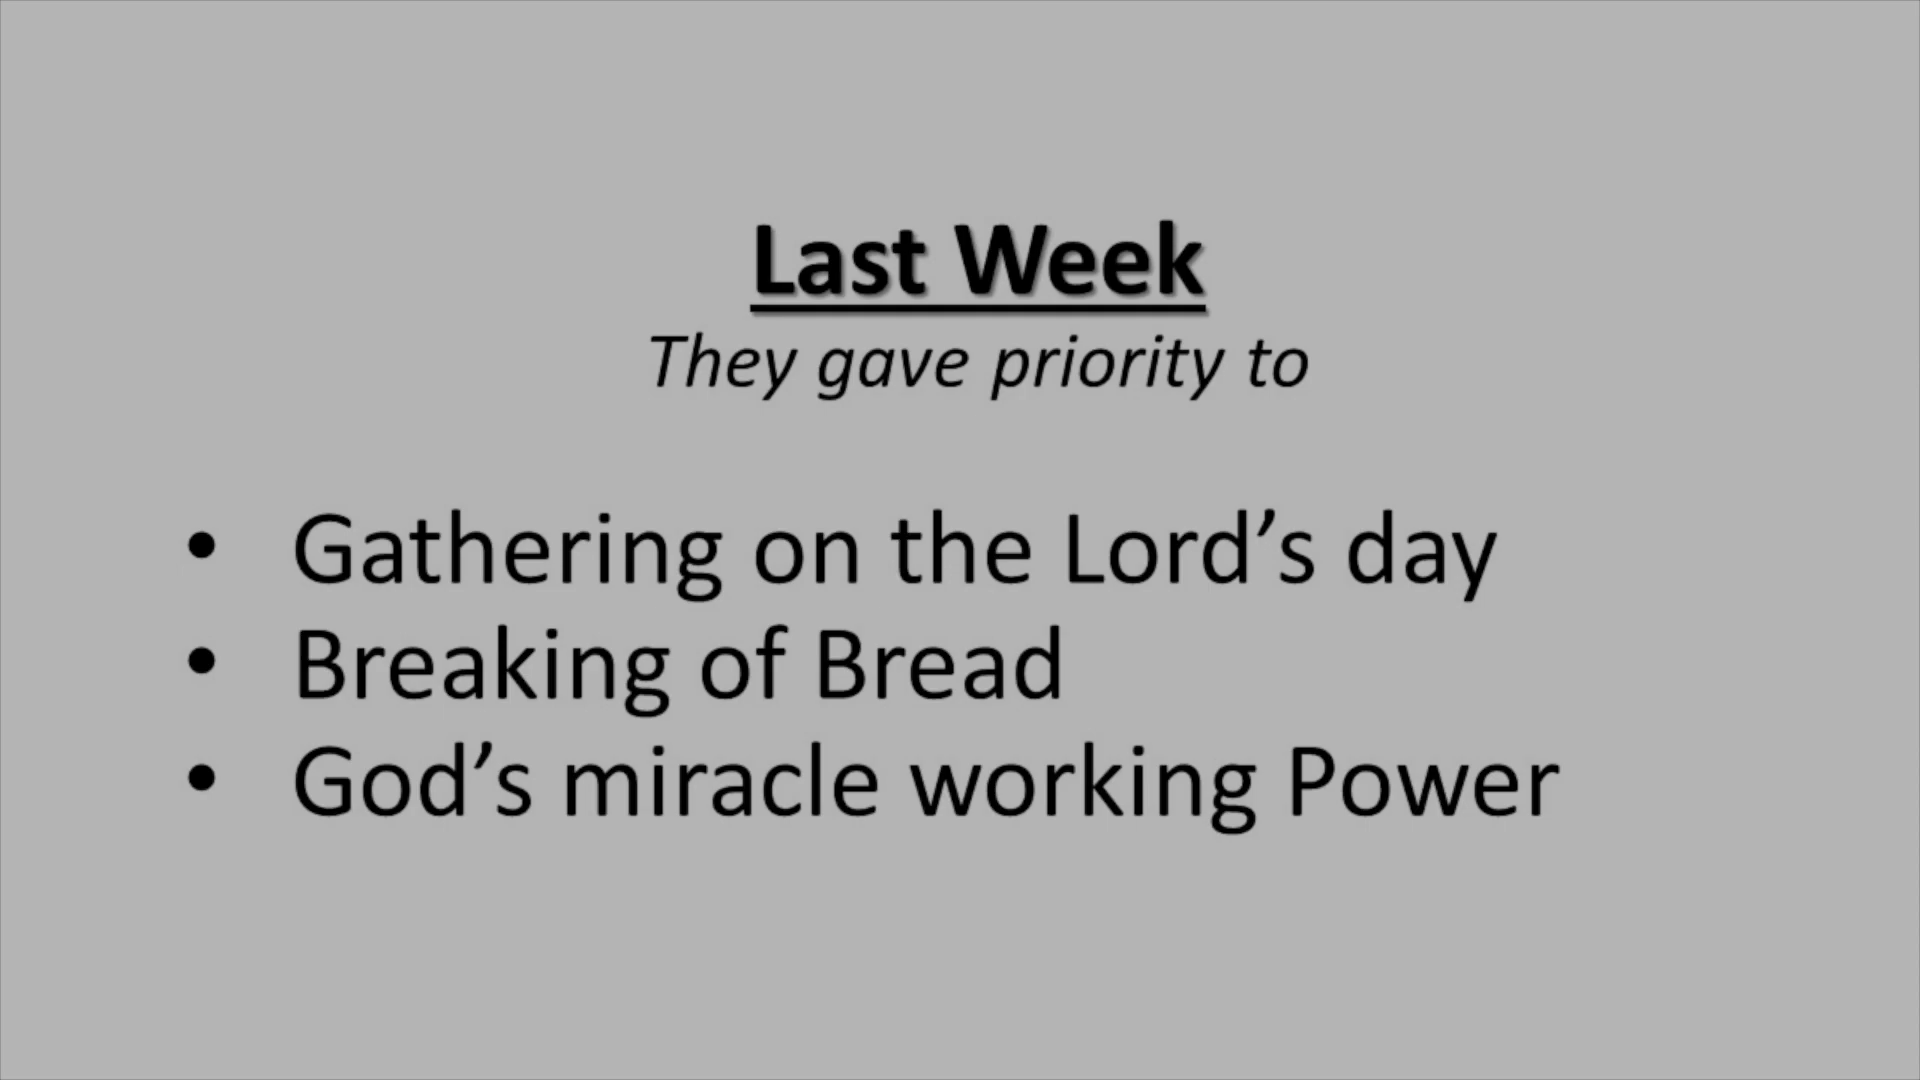 Last Week
They gave priority to
• Gathering on the Lord’s day
• Breaking of Bread
• God’s miracle working Power